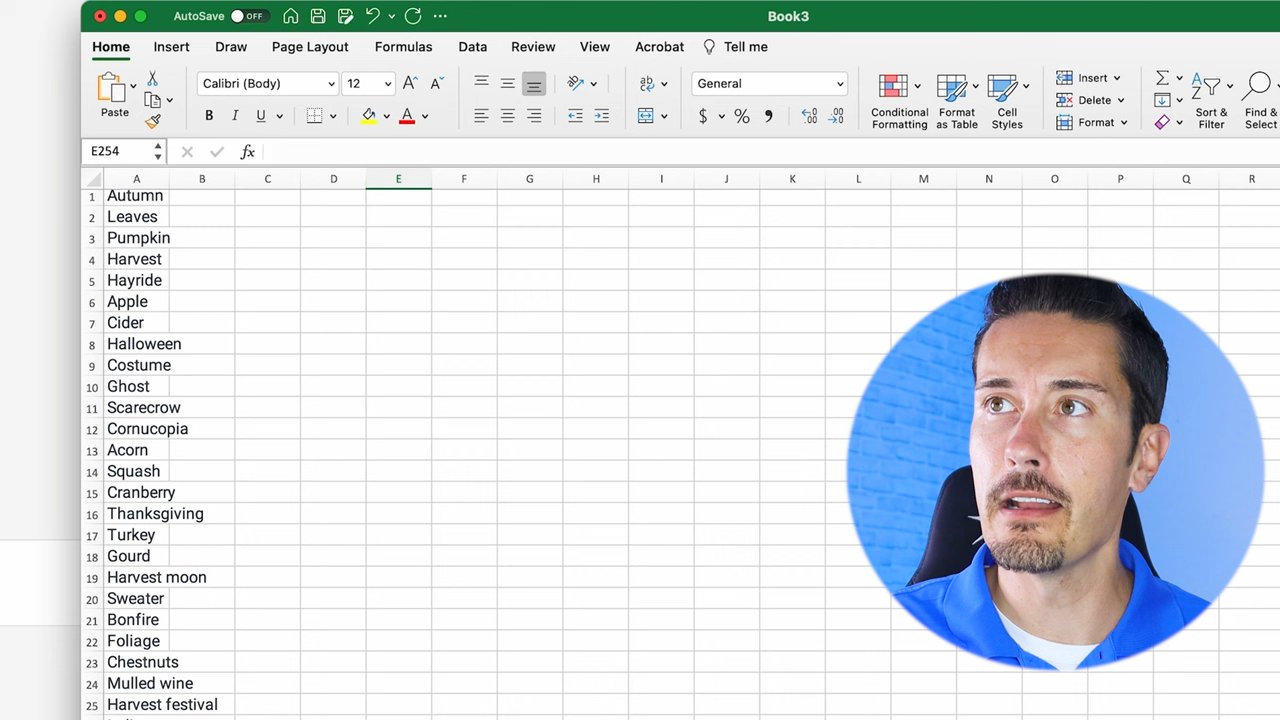 AutoSave OFF Book3
Home Insert Draw Page Layout Formulas Data Review View Acrobat Tell me
Calibri (Body) 12 General
Paste B I U A $ % Conditional Formatting Format as Table Cell Styles Insert Delete Format Sort & Filter Find & Select
E254 fx
A B C D E F G H I J K L M N O P Q R
1 Autumn
2 Leaves
3 Pumpkin
4 Harvest
5 Hayride
6 Apple
7 Cider
8 Halloween
9 Costume
10 Ghost
11 Scarecrow
12 Cornucopia
13 Acorn
14 Squash
15 Cranberry
16 Thanksgiving
17 Turkey
18 Gourd
19 Harvest moon
20 Sweater
21 Bonfire
22 Foliage
23 Chestnuts
24 Mulled wine
25 Harvest festival